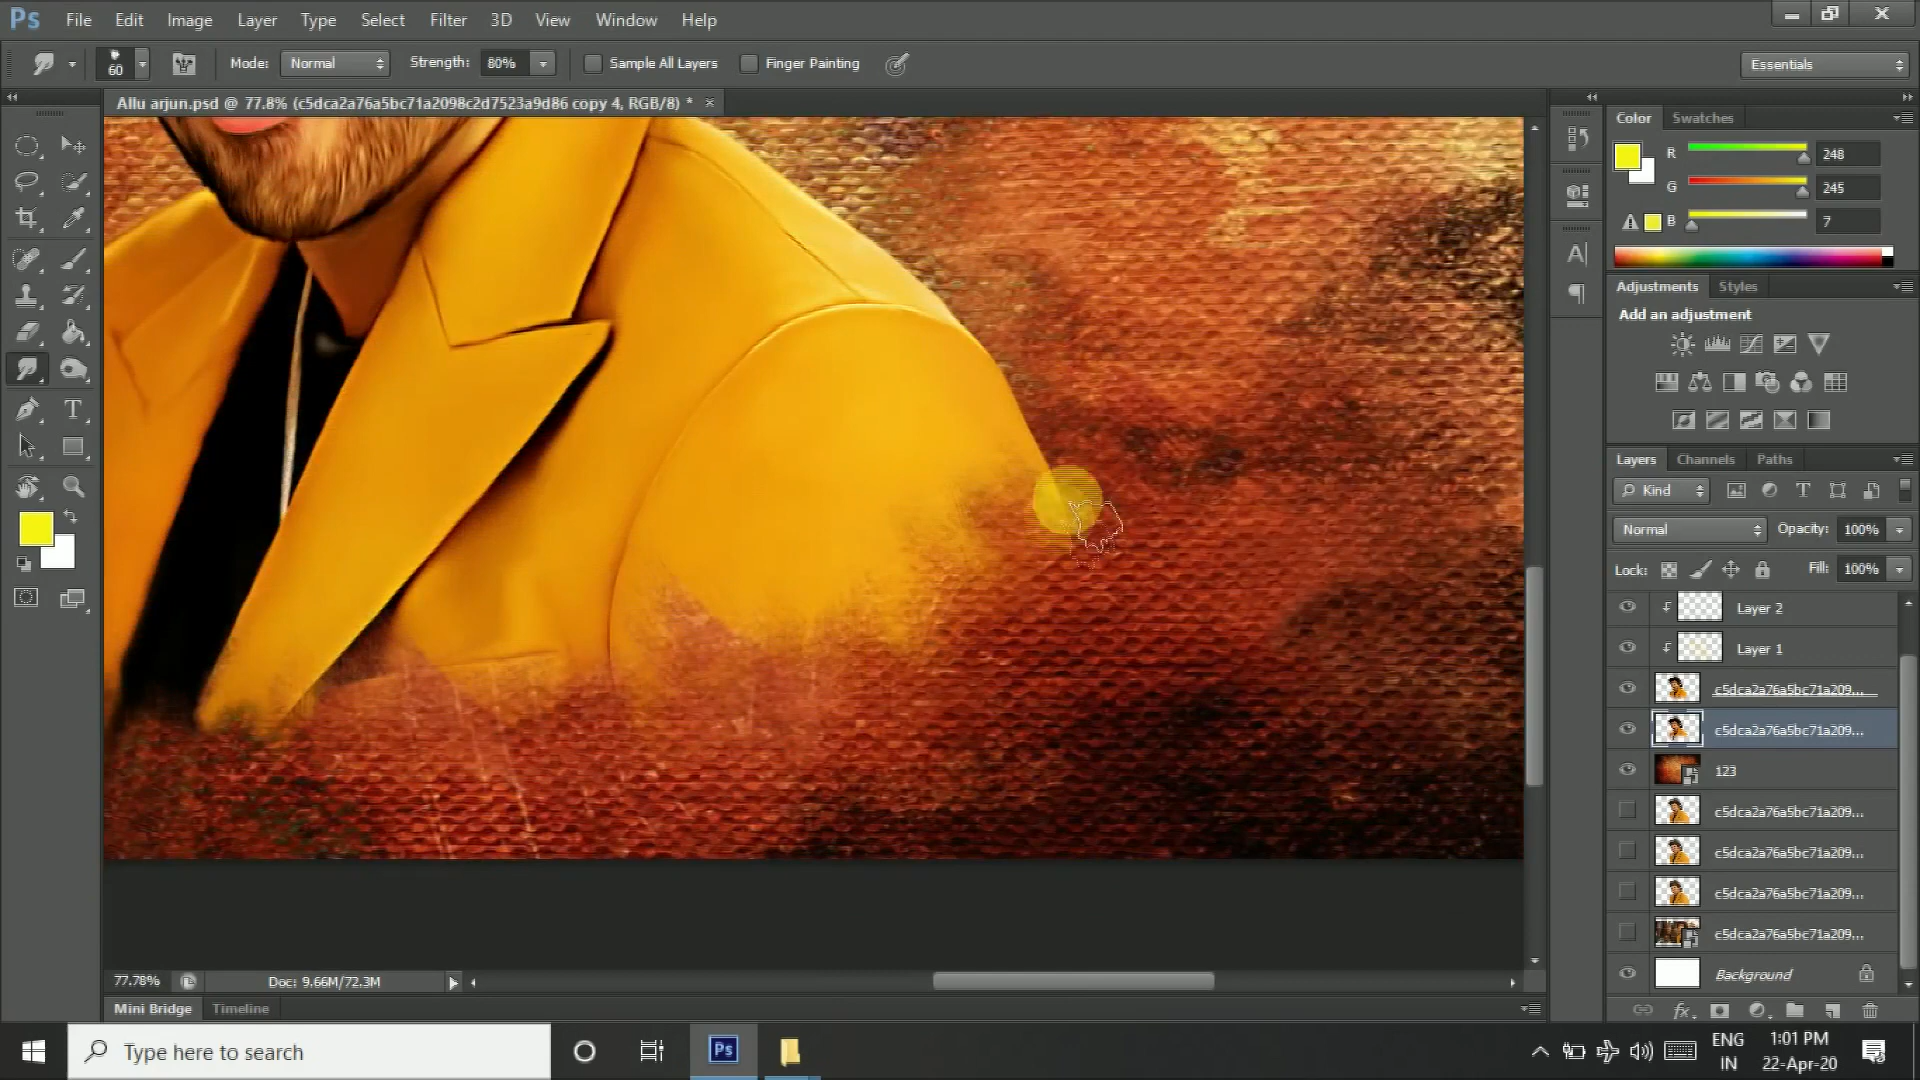 Ps File Edit Image Layer Type Select Filter 3D View Window Help
60 Mode: Normal Strength: 80% Sample All Layers Finger Painting Essentials
Allu arjun.psd @ 77.8% (c5dca2a76a5bc71a2098c2d7523a9d86 copy 4, RGB/8) *
Color Swatches
R 248
G 245
B 7
Adjustments Styles
Add an adjustment
Layers Channels Paths
Kind
Normal Opacity: 100%
Lock: Fill: 100%
Layer 2
Layer 1
c5dca2a76a5bc71a209...
c5dca2a76a5bc71a209...
123
c5dca2a76a5bc71a209...
c5dca2a76a5bc71a209...
c5dca2a76a5bc71a209...
c5dca2a76a5bc71a209...
Background
77.78% Doc: 9.66M/72.3M
Mini Bridge Timeline
Type here to search
Ps
ENG
IN
1:01 PM
22-Apr-20